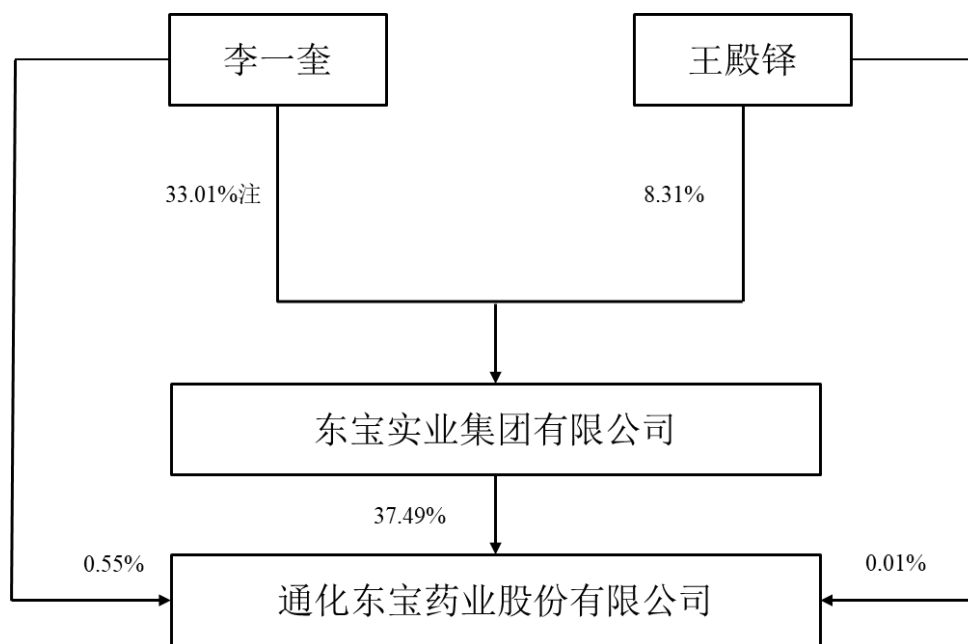 李一奎
王殿铎
33.01%注
8.31%
东宝实业集团有限公司
37.49%
0.55%
0.01%
通化东宝药业股份有限公司